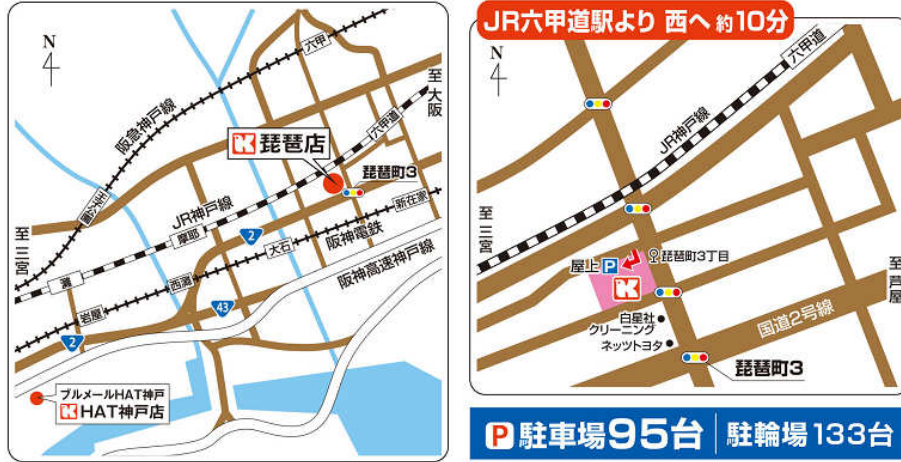 N
六甲
至大阪
阪急神戸線
六甲道
K 琵琶店
琵琶町3
王子公園
JR神戸線
新在家
摩耶
2
阪神電鉄
至三宮
大石
灘
西灘
阪神高速神戸線
43
岩屋
2
ブルメールHAT神戸
K HAT神戸店
JR六甲道駅より 西へ 約10分
N
六甲道
JR神戸線
至三宮
屋上 P
琵琶町3丁目
K
至芦屋
白星社
クリーニング
国道2号線
ネッツトヨタ
琵琶町3
P 駐車場95台 駐輪場133台